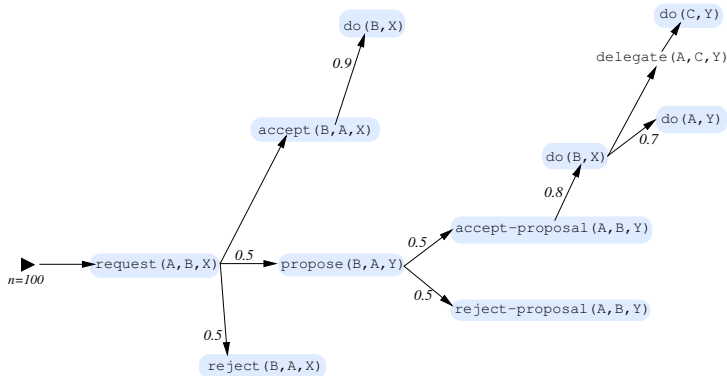 do(B,X)
do(C,Y)
delegate(A,C,Y)
0.9
accept(B,A,X)
do(A,Y)
0.7
do(B,X)
0.8
accept-proposal(A,B,Y)
0.5
request(A,B,X)
0.5
propose(B,A,Y)
n=100
0.5
reject-proposal(A,B,Y)
0.5
reject(B,A,X)